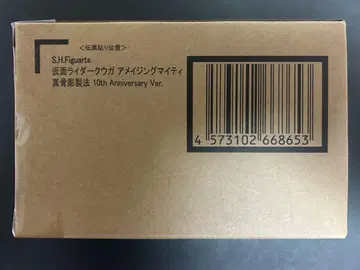 <伝票貼り位置>
S.H.Figuarts
仮面ライダークウガ アメイジングマイティ
真骨彫製法 10th Anniversary Ver.
4 573102 668653